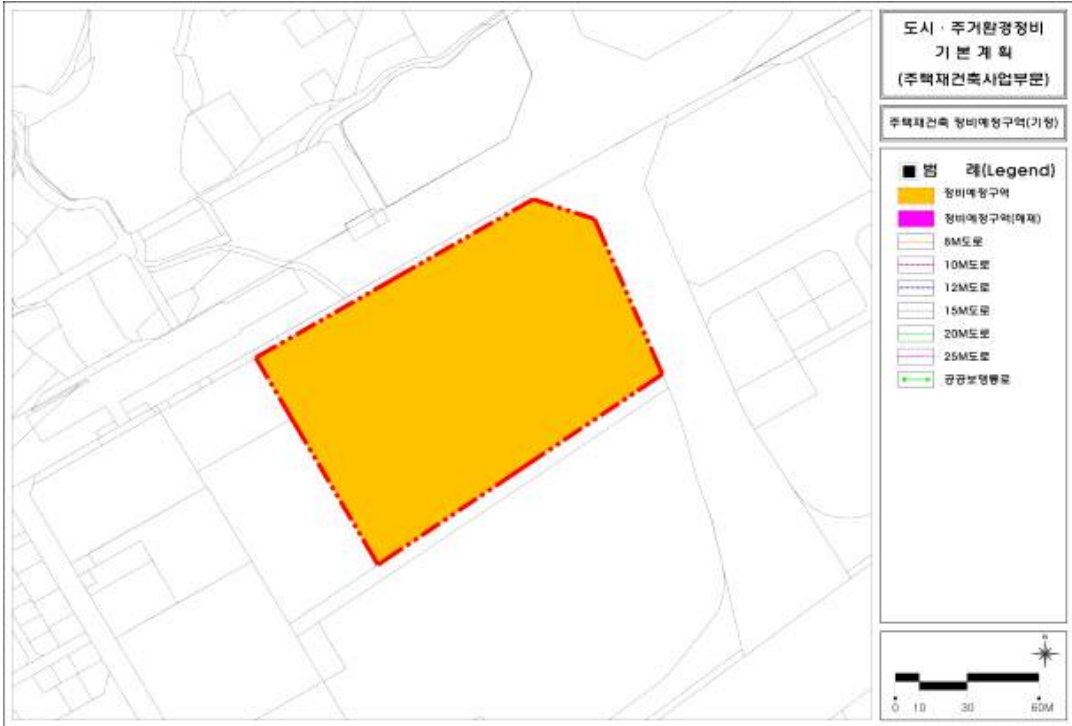 도시 · 주거환경정비
기 본 계 획
(주택재건축사업부문)
주택재건축 정비예정구역(기정)
■ 범 례(Legend)
정비예정구역
정비예정구역(해제)
8M도로
10M도로
12M도로
15M도로
20M도로
25M도로
공공보행통로
N
0 10 30 60M